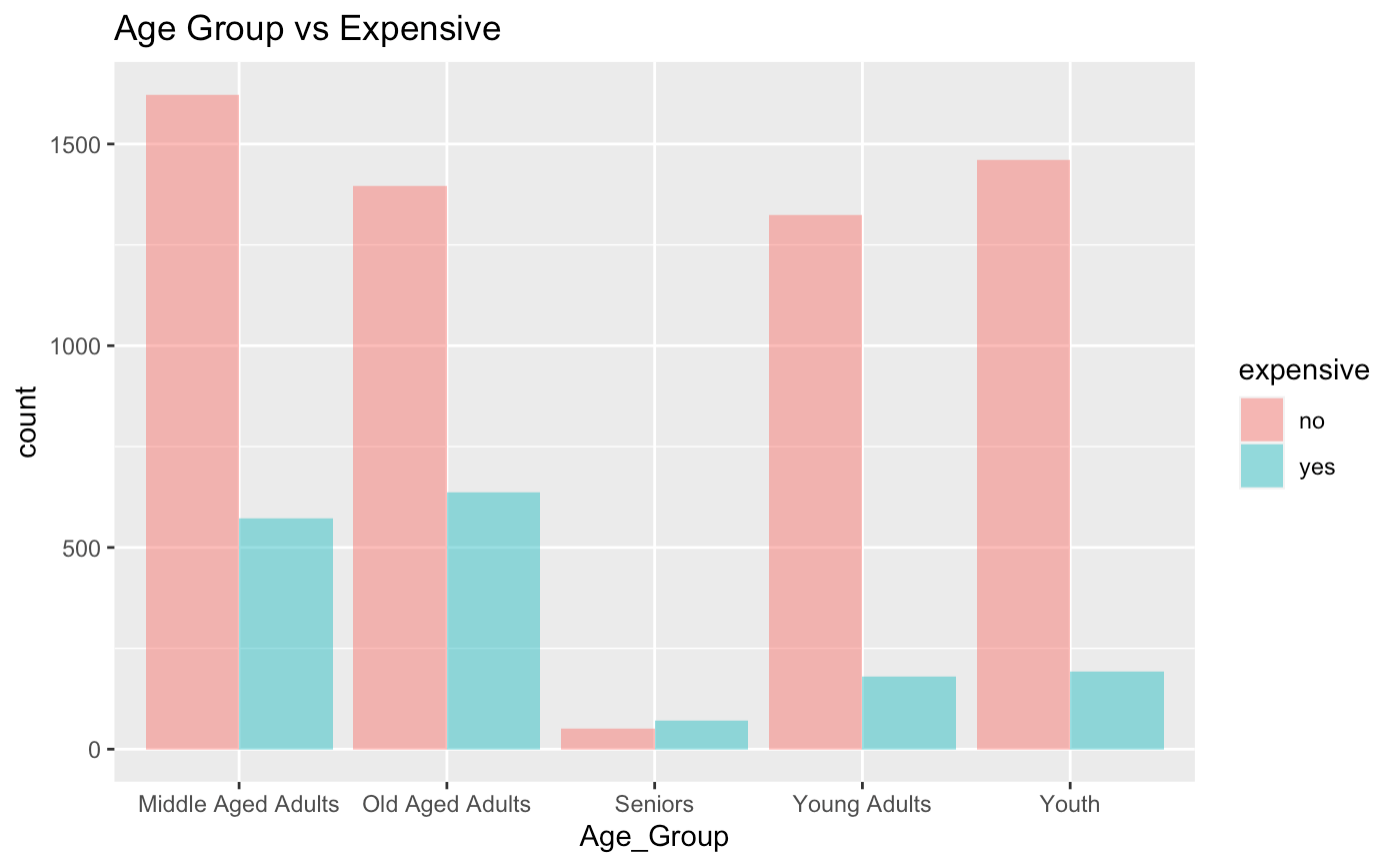 Age Group vs Expensive
1500
1000
500
0
count
Middle Aged Adults
Old Aged Adults
Seniors
Young Adults
Youth
Age_Group
expensive
no
yes